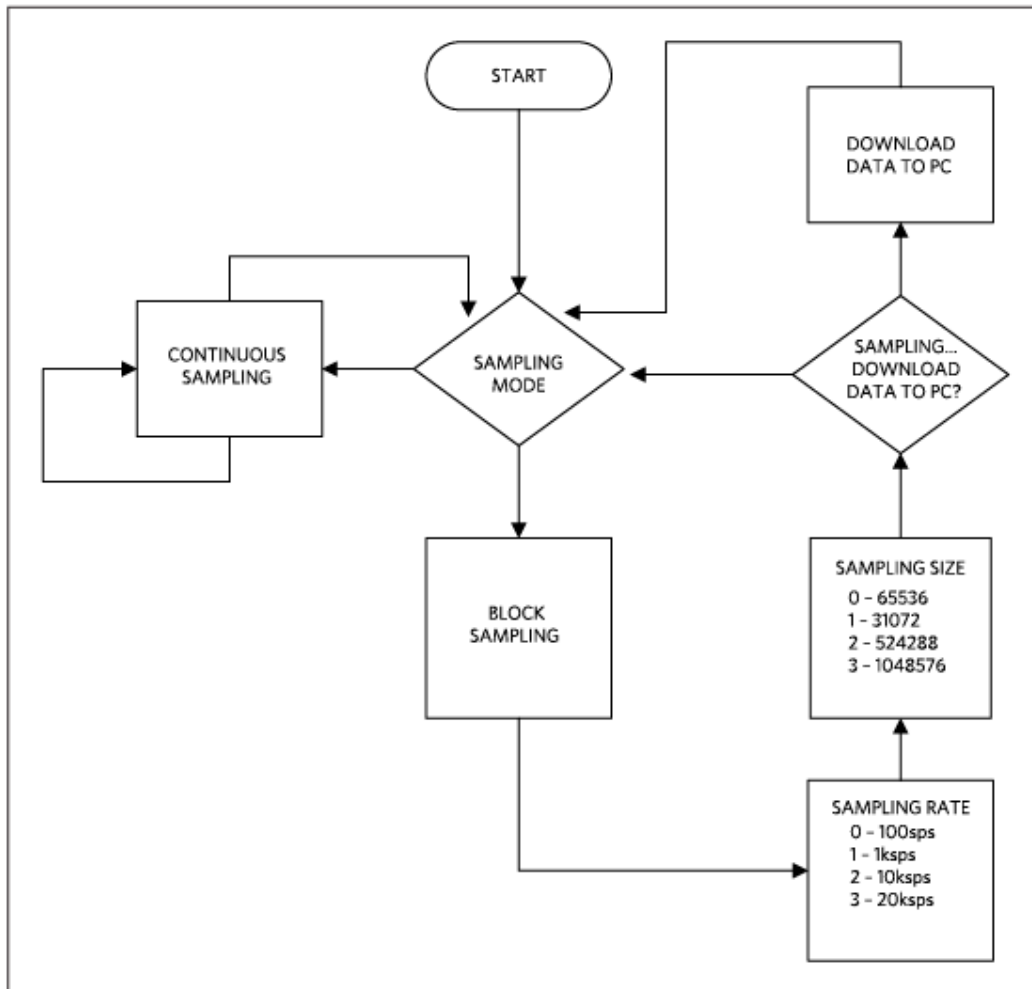 START
DOWNLOAD
DATA TO PC
CONTINUOUS
SAMPLING
SAMPLING
MODE
SAMPLING...
DOWNLOAD
DATA TO PC?
BLOCK
SAMPLING
SAMPLING SIZE
0 – 65536
1 – 31072
2 – 524288
3 – 1048576
SAMPLING RATE
0 – 100sps
1 – 1ksps
2 – 10ksps
3 – 20ksps